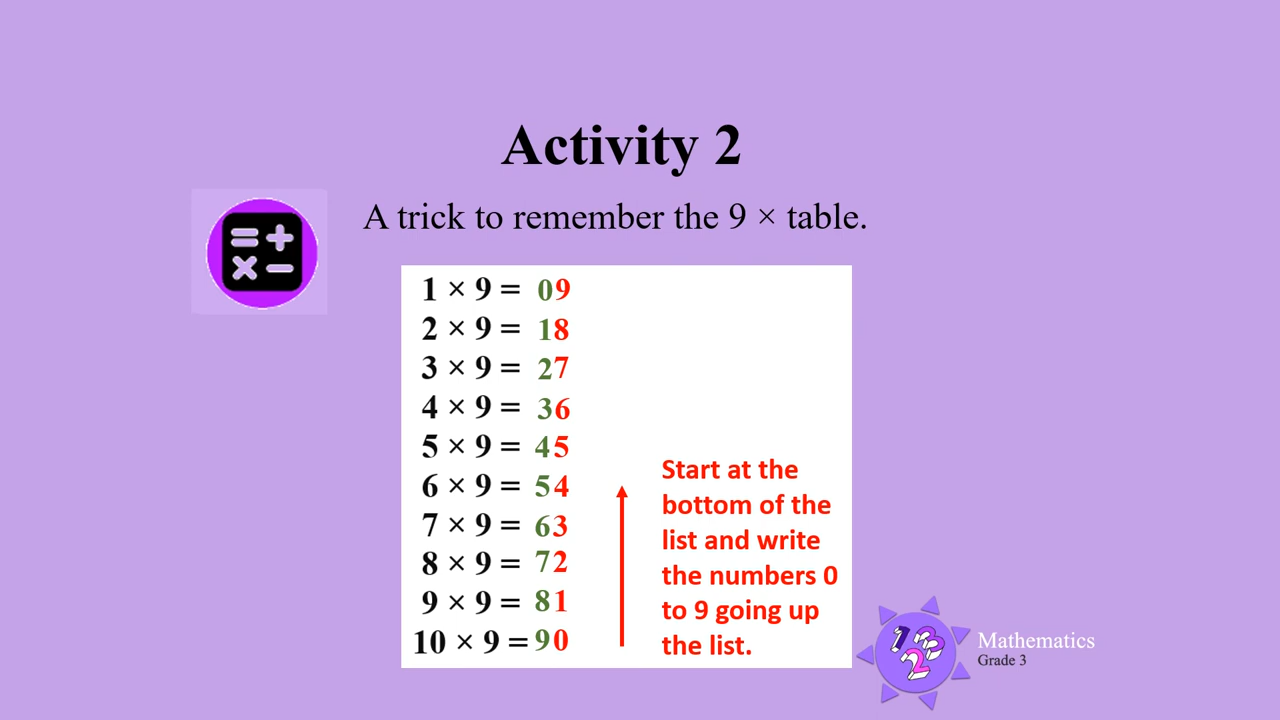 Activity 2
A trick to remember the 9 × table.
1 × 9 = 09
2 × 9 = 18
3 × 9 = 27
4 × 9 = 36
5 × 9 = 45
6 × 9 = 54
7 × 9 = 63
8 × 9 = 72
9 × 9 = 81
10 × 9 = 90
Start at the
bottom of the
list and write
the numbers 0
to 9 going up
the list.
123
Mathematics
Grade 3